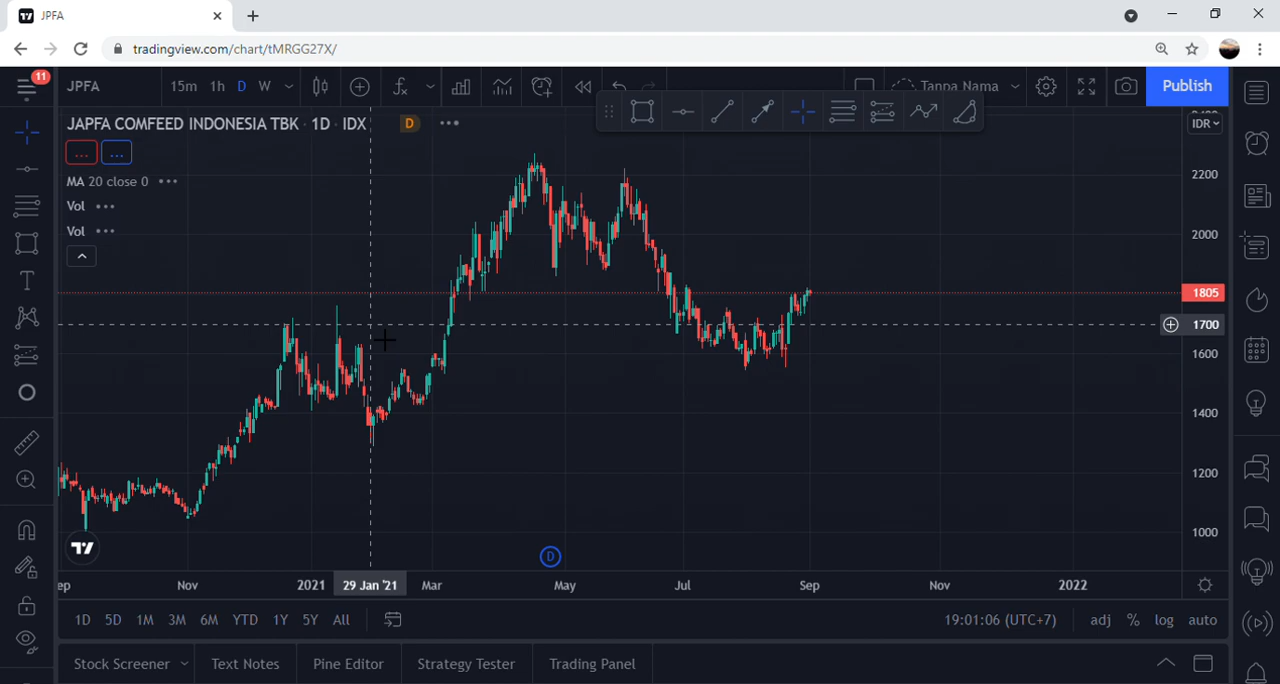 JPFA
tradingview.com/chart/tMRGG27X/
11
JPFA 15m 1h D W Tanpa Nama Publish
JAPFA COMFEED INDONESIA TBK · 1D · IDX D
IDR
... ...
MA 20 close 0
Vol
Vol
2200
2000
1805
1700
1600
1400
1200
1000
D
Nov 2021 29 Jan '21 Mar May Jul Sep Nov 2022
1D 5D 1M 3M 6M YTD 1Y 5Y All 19:01:06 (UTC+7) adj % log auto
Stock Screener Text Notes Pine Editor Strategy Tester Trading Panel